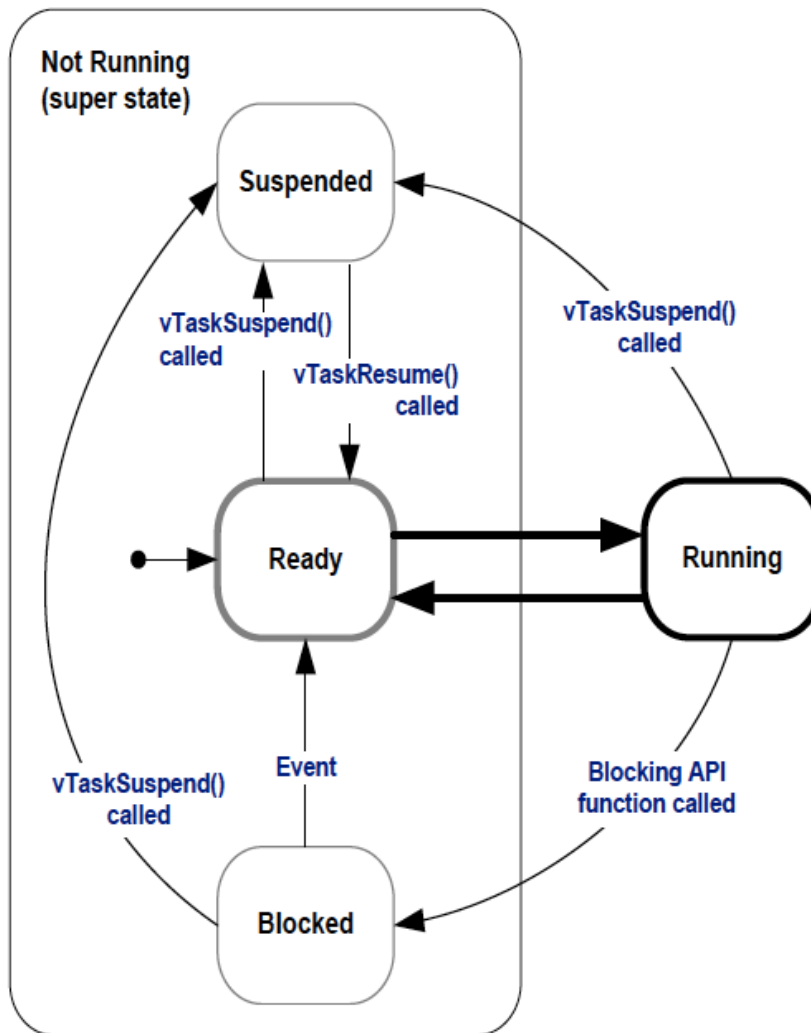 Not Running
(super state)
Suspended
vTaskSuspend()
called
vTaskResume()
called
vTaskSuspend()
called
Ready
Running
Event
vTaskSuspend()
called
Blocking API
function called
Blocked